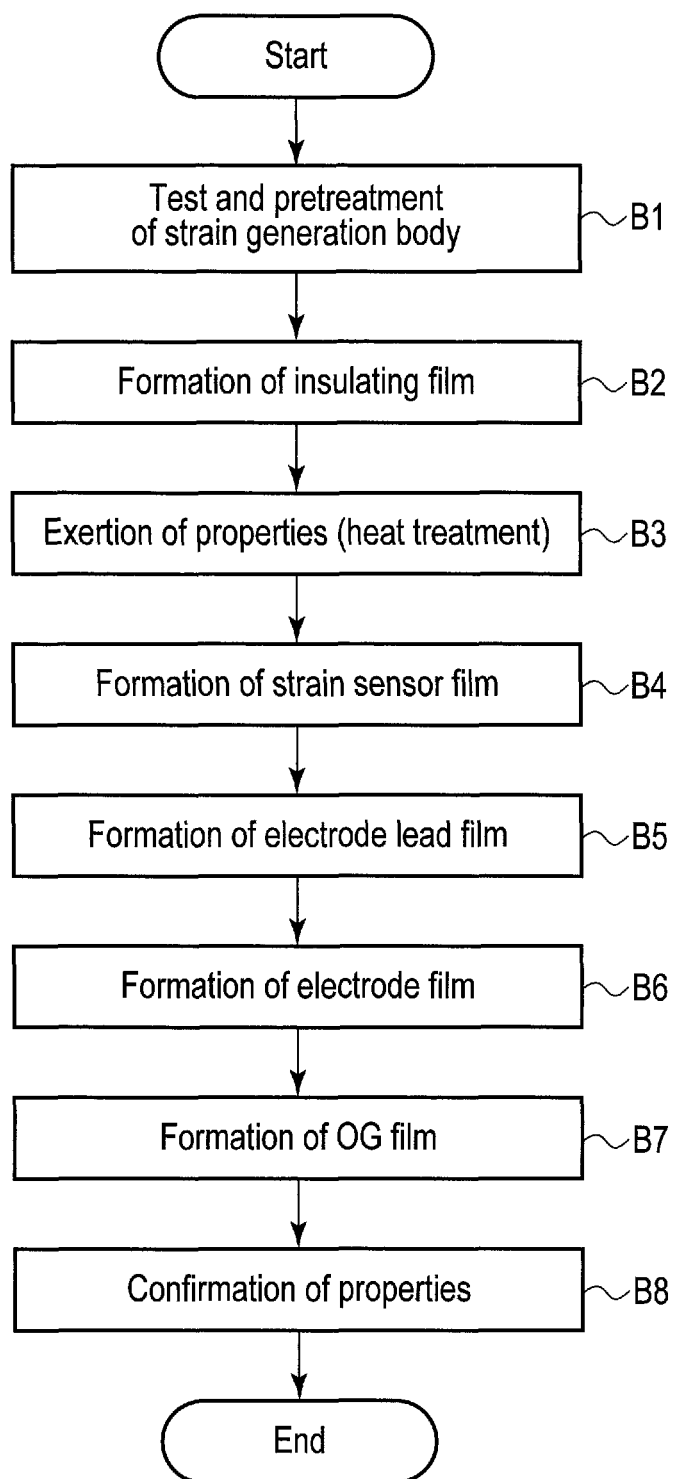 Start
Test and pretreatment
of strain generation body
B1
Formation of insulating film
B2
Exertion of properties (heat treatment)
B3
Formation of strain sensor film
B4
Formation of electrode lead film
B5
Formation of electrode film
B6
Formation of OG film
B7
Confirmation of properties
B8
End